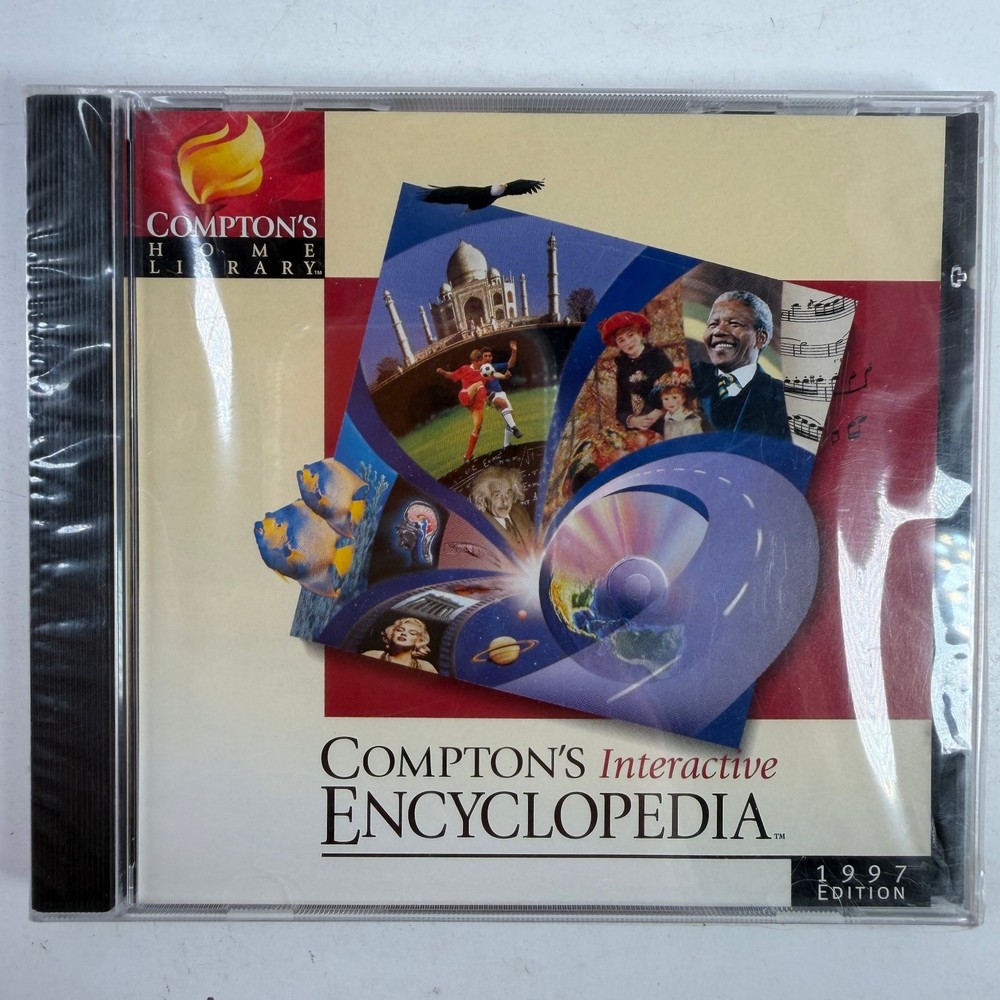 COMPTON'S
HOME
LIBRARY™
COMPTON'S Interactive
ENCYCLOPEDIA™
1997
EDITION